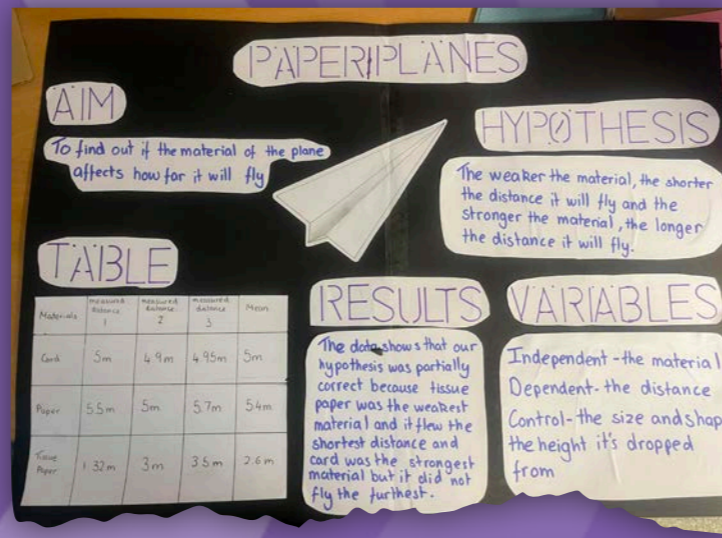 PAPER PLANES
AIM
To find out if the material of the plane
affects how far it will fly
HYPOTHESIS
The weaker the material, the shorter
the distance it will fly and the
stronger the material, the longer
the distance it will fly.
TABLE
Materials measured distance 1 measured distance 2 measured distance 3 Mean
Card 5m 4.9m 4.95m 5m
Paper 5.5m 5m 5.7m 5.4m
Tissue Paper 1.32m 3m 3.5m 2.6m
RESULTS
The data shows that our
hypothesis was partially
correct because tissue
paper was the weakest
material and it flew the
shortest distance and
card was the strongest
material but it did not
fly the furthest.
VARIABLES
Independent - the material
Dependent - the distance
Control - the size and shap
the height it's dropped
from